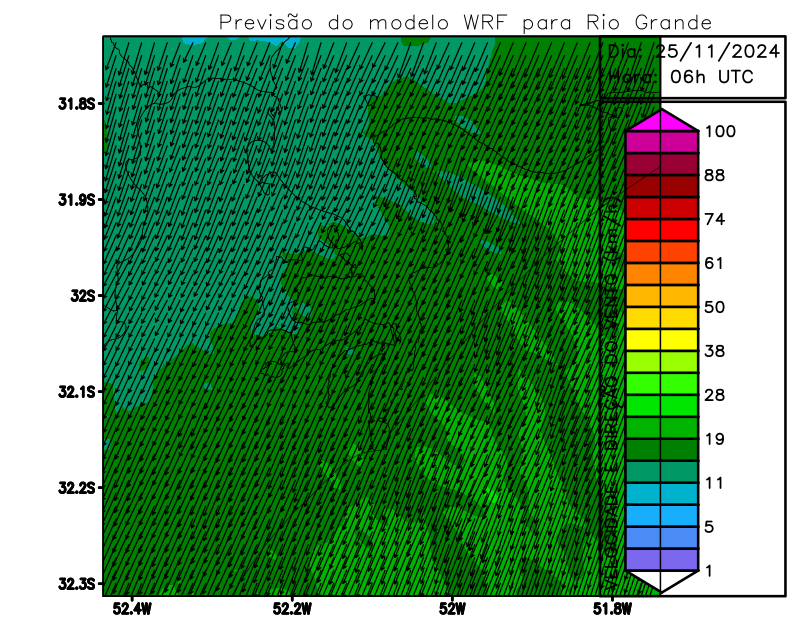 Previsão do modelo WRF para Rio Grande
Dia: 25/11/2024
Hora: 06h UTC
31.8S
31.9S
32S
32.1S
32.2S
32.3S
52.4W
52.2W
52W
51.8W
VELOCIDADE E DIREÇÃO DO VENTO (km/h)
100
88
74
61
50
38
28
19
11
5
1